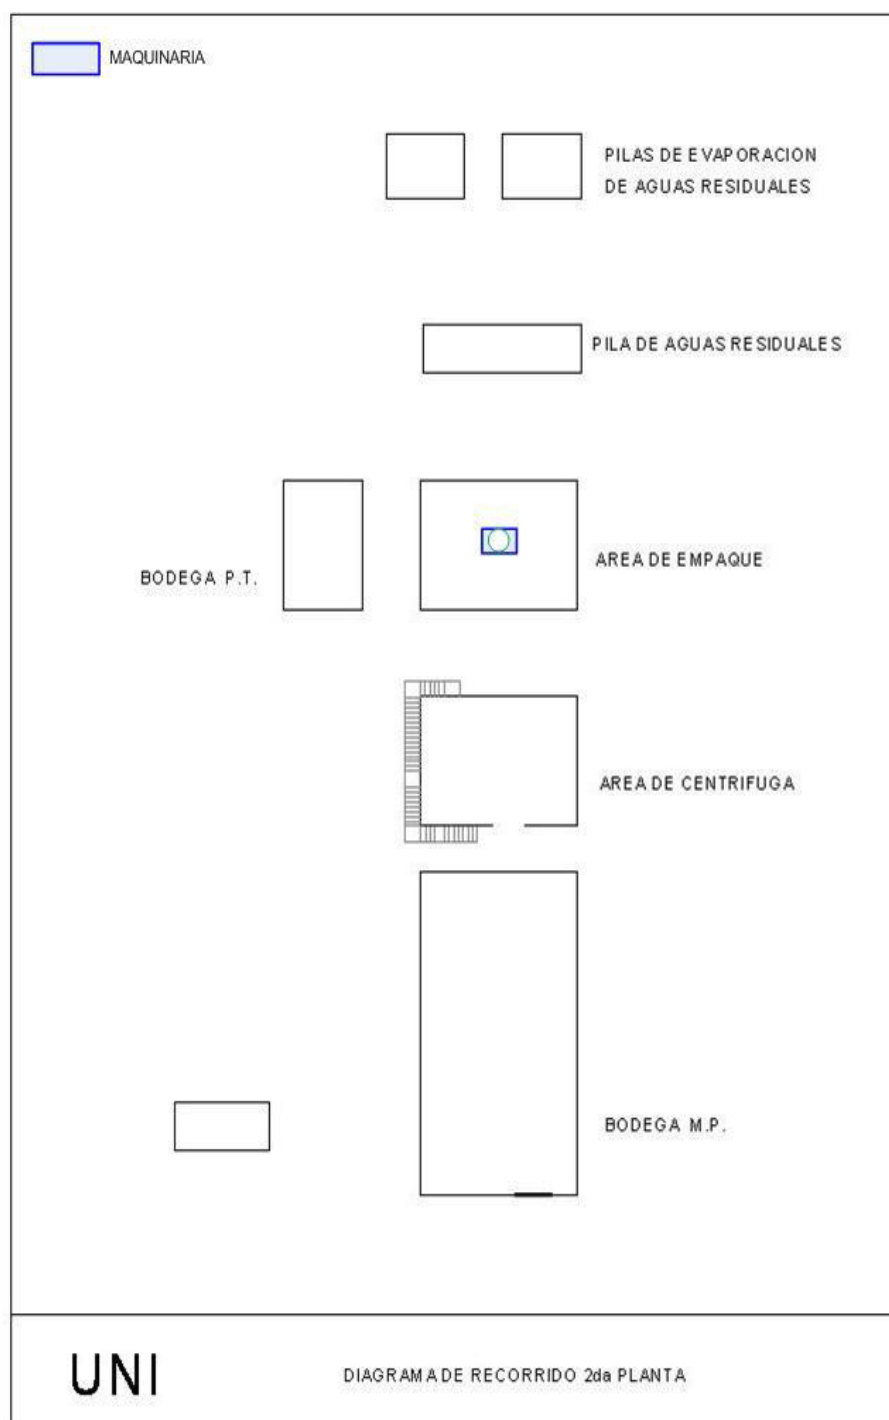 MAQUINARIA
PILAS DE EVAPORACION
DE AGUAS RESIDUALES
PILA DE AGUAS RESIDUALES
AREA DE EMPAQUE
BODEGA P.T.
AREA DE CENTRIFUGA
BODEGA M.P.
UNI
DIAGRAMA DE RECORRIDO 2da PLANTA